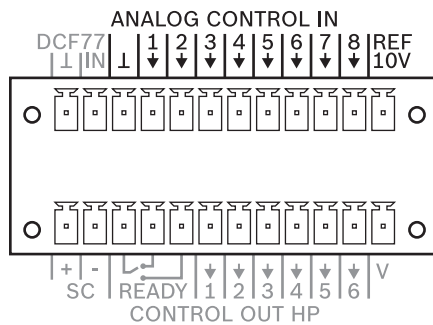 ANALOG CONTROL IN
DCF77 1 2 3 4 5 6 7 8 REF
IN 10V
+ - 1 2 3 4 5 6 V
SC READY
CONTROL OUT HP